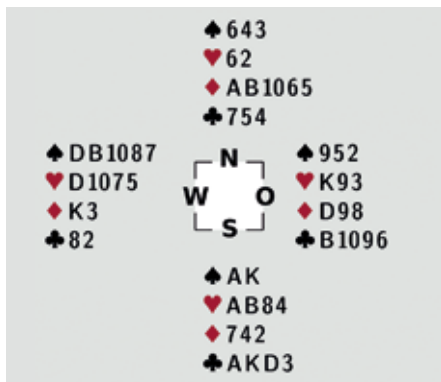 ♠643
♥62
♦AB1065
♣754
♠DB1087
♥D1075
♦K3
♣82
N
W O
S
♠952
♥K93
♦D98
♣B1096
♠AK
♥AB84
♦742
♣AKD3